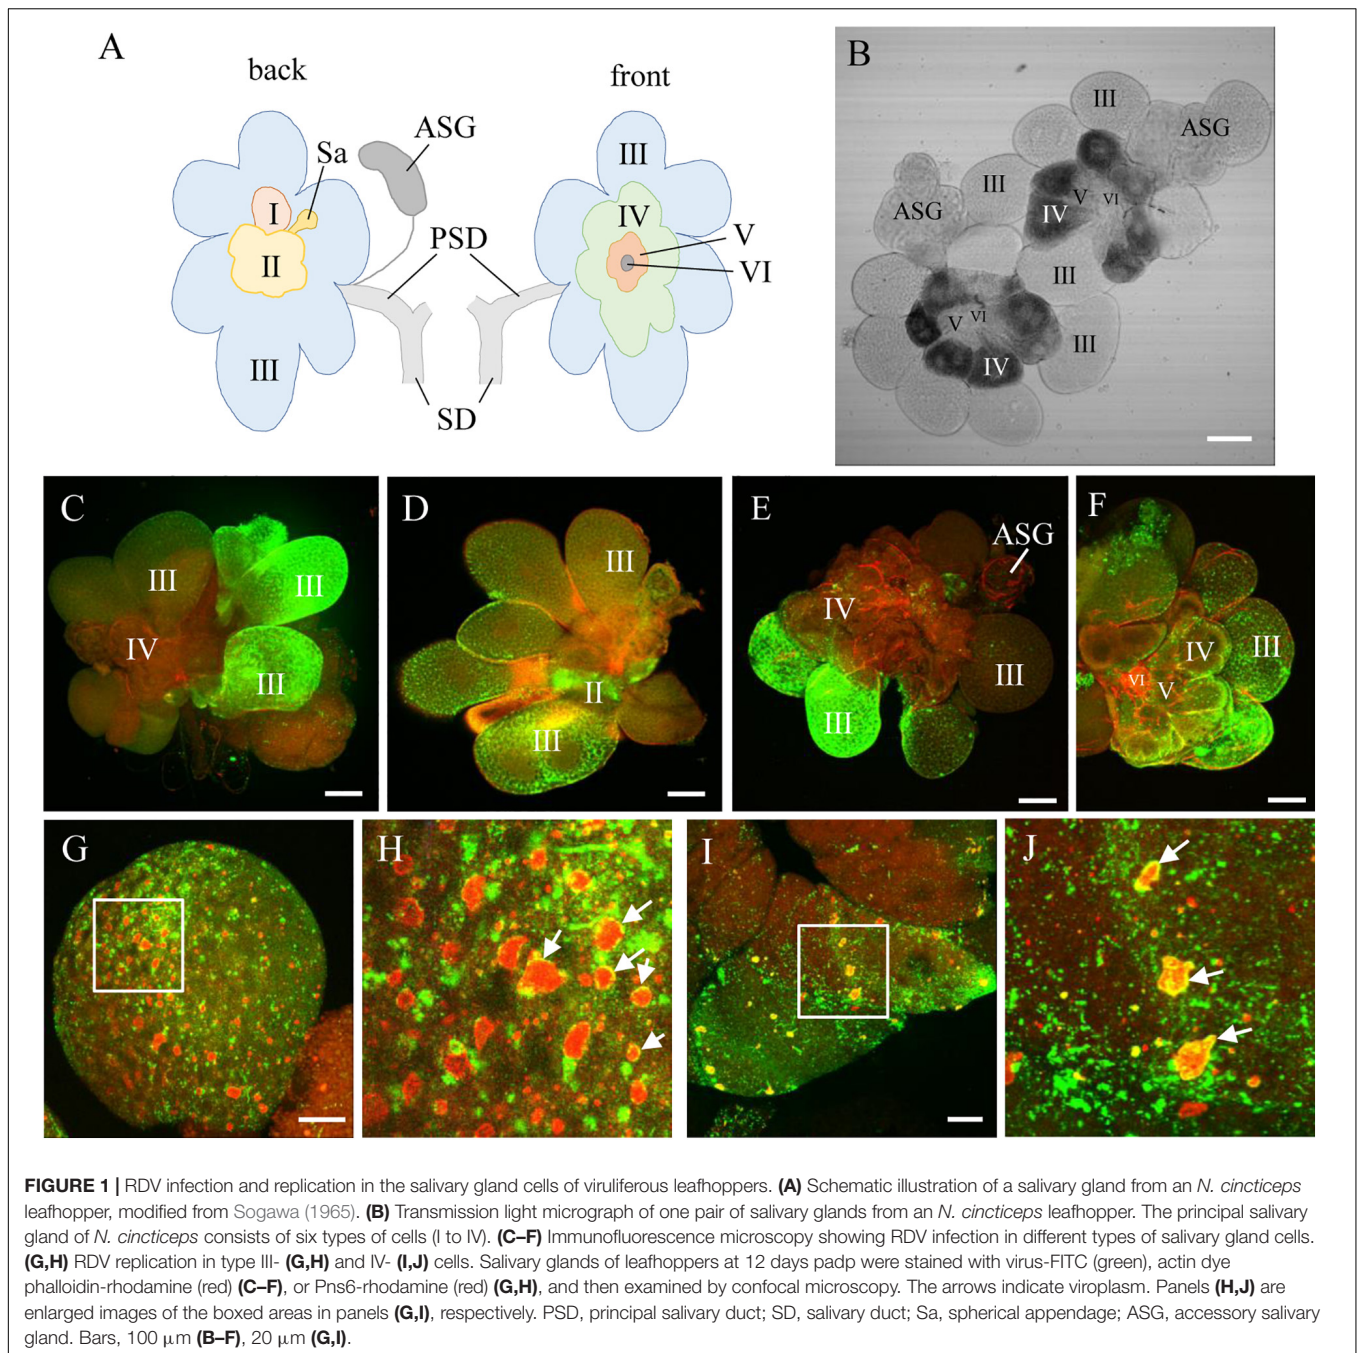 A
back
front
ASG
Sa
III
I
II
IV
PSD
V
VI
III
SD
B
III
ASG
III
V
VI
IV
ASG
III
V
VI
III
IV
C
III
III
IV
III
D
III
II
III
E
ASG
IV
III
III
F
IV
III
VI
V
G
H
I
J
FIGURE 1 | RDV infection and replication in the salivary gland cells of viruliferous leafhoppers. (A) Schematic illustration of a salivary gland from an N. cincticeps
leafhopper, modified from Sogawa (1965). (B) Transmission light micrograph of one pair of salivary glands from an N. cincticeps leafhopper. The principal salivary
gland of N. cincticeps consists of six types of cells (I to IV). (C–F) Immunofluorescence microscopy showing RDV infection in different types of salivary gland cells.
(G,H) RDV replication in type III- (G,H) and IV- (I,J) cells. Salivary glands of leafhoppers at 12 days padp were stained with virus-FITC (green), actin dye
phalloidin-rhodamine (red) (C–F), or Pns6-rhodamine (red) (G,H), and then examined by confocal microscopy. The arrows indicate viroplasm. Panels (H,J) are
enlarged images of the boxed areas in panels (G,I), respectively. PSD, principal salivary duct; SD, salivary duct; Sa, spherical appendage; ASG, accessory salivary
gland. Bars, 100 μm (B–F), 20 μm (G,I).